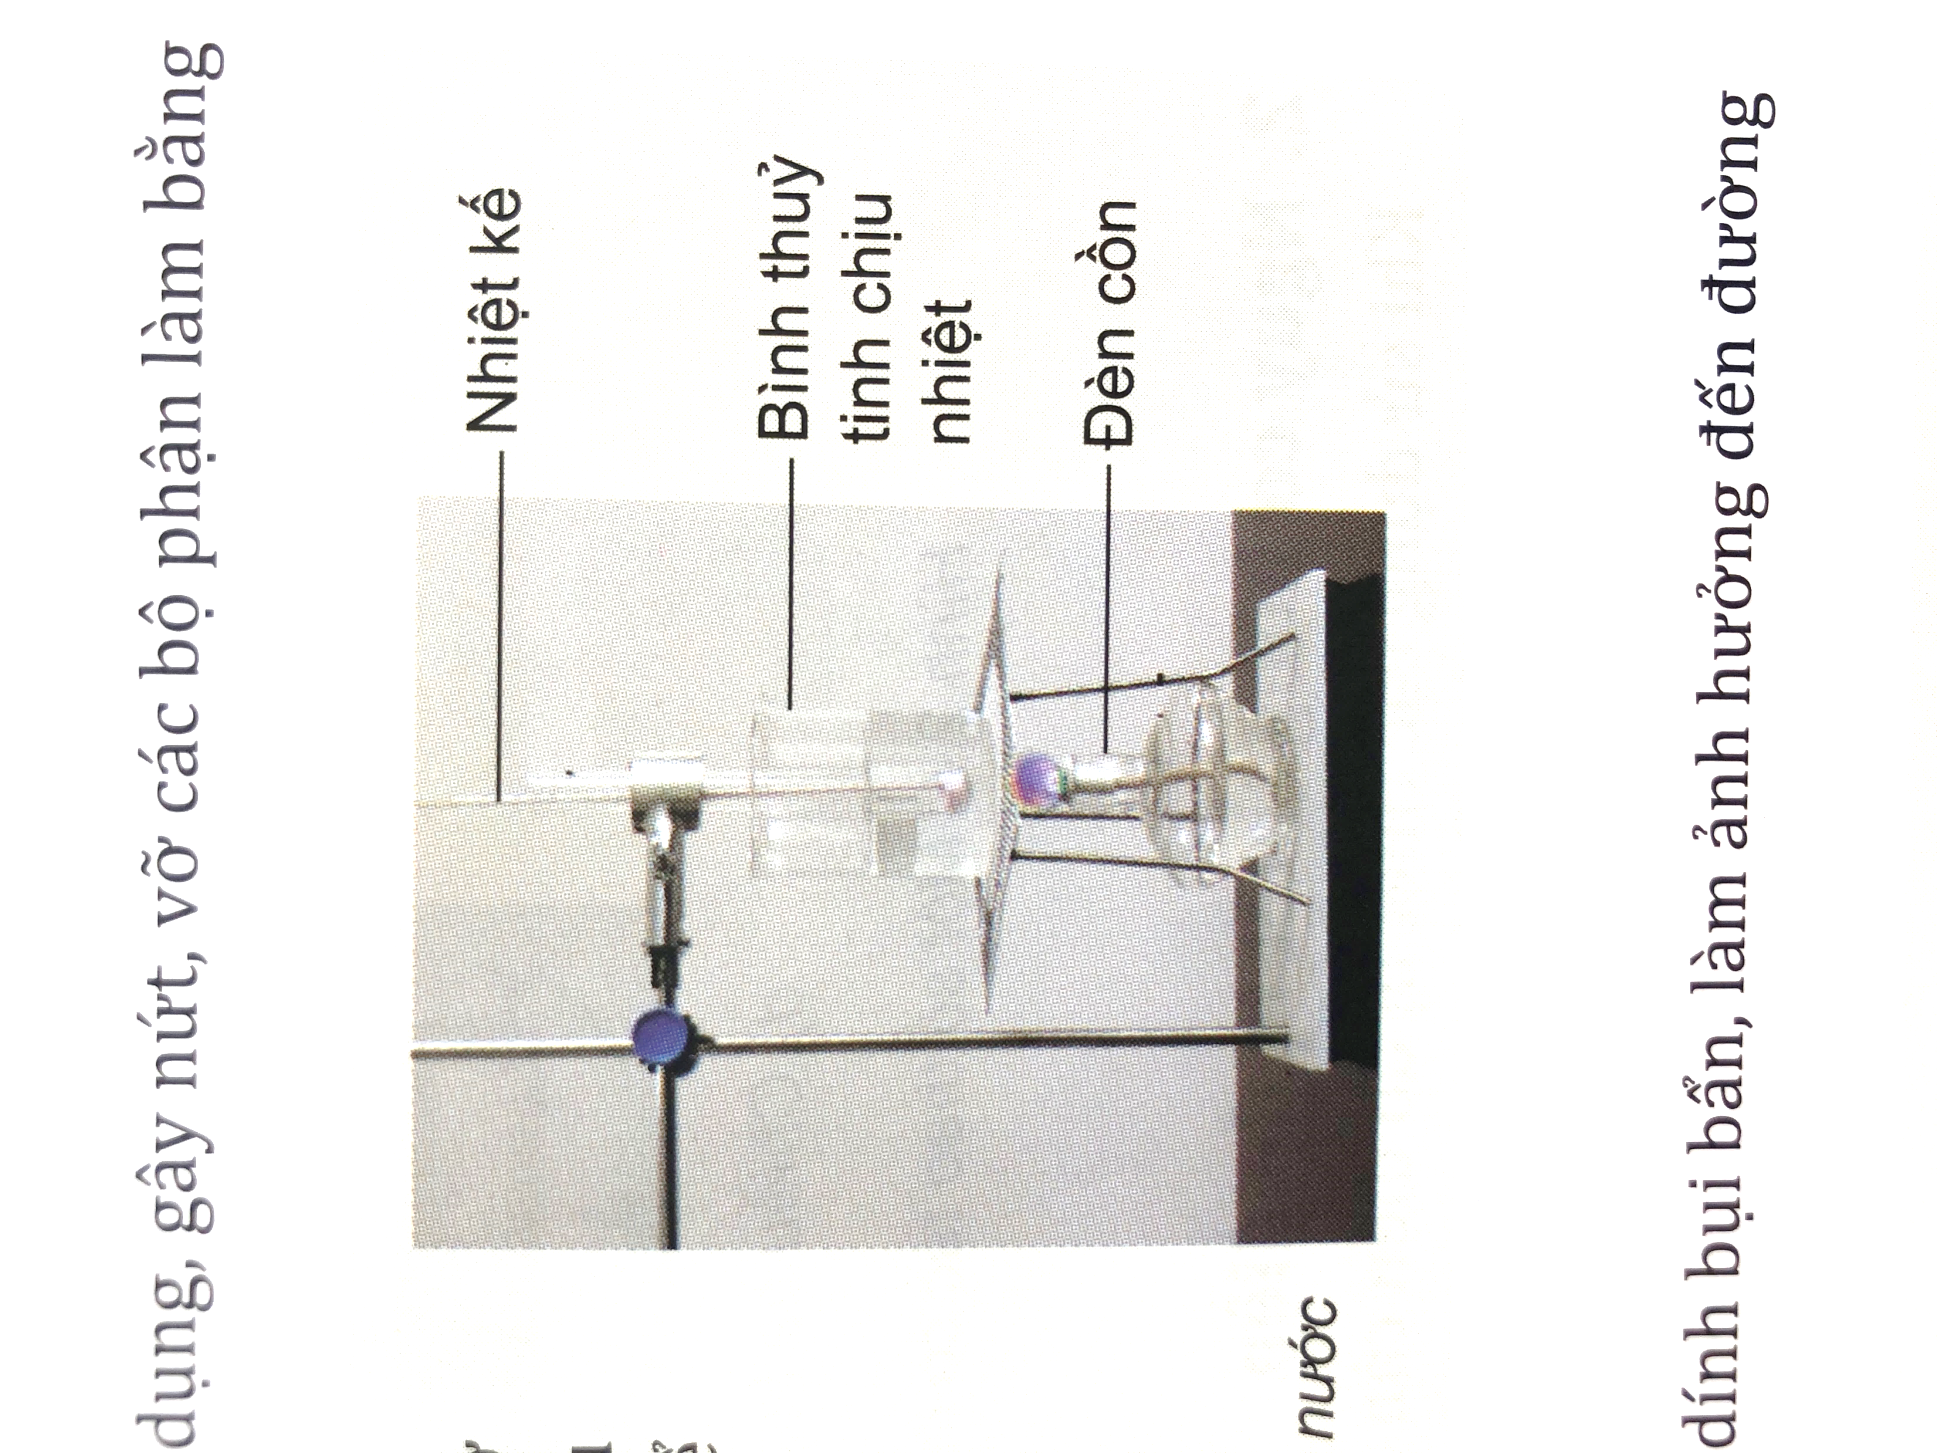 dụng, gây nứt, vỡ các bộ phận làm bằng
Nhiệt kế
Bình thuỷ
tinh chịu
nhiệt
Đèn cồn
nước
dính bụi bẩn, làm ảnh hưởng đến đường